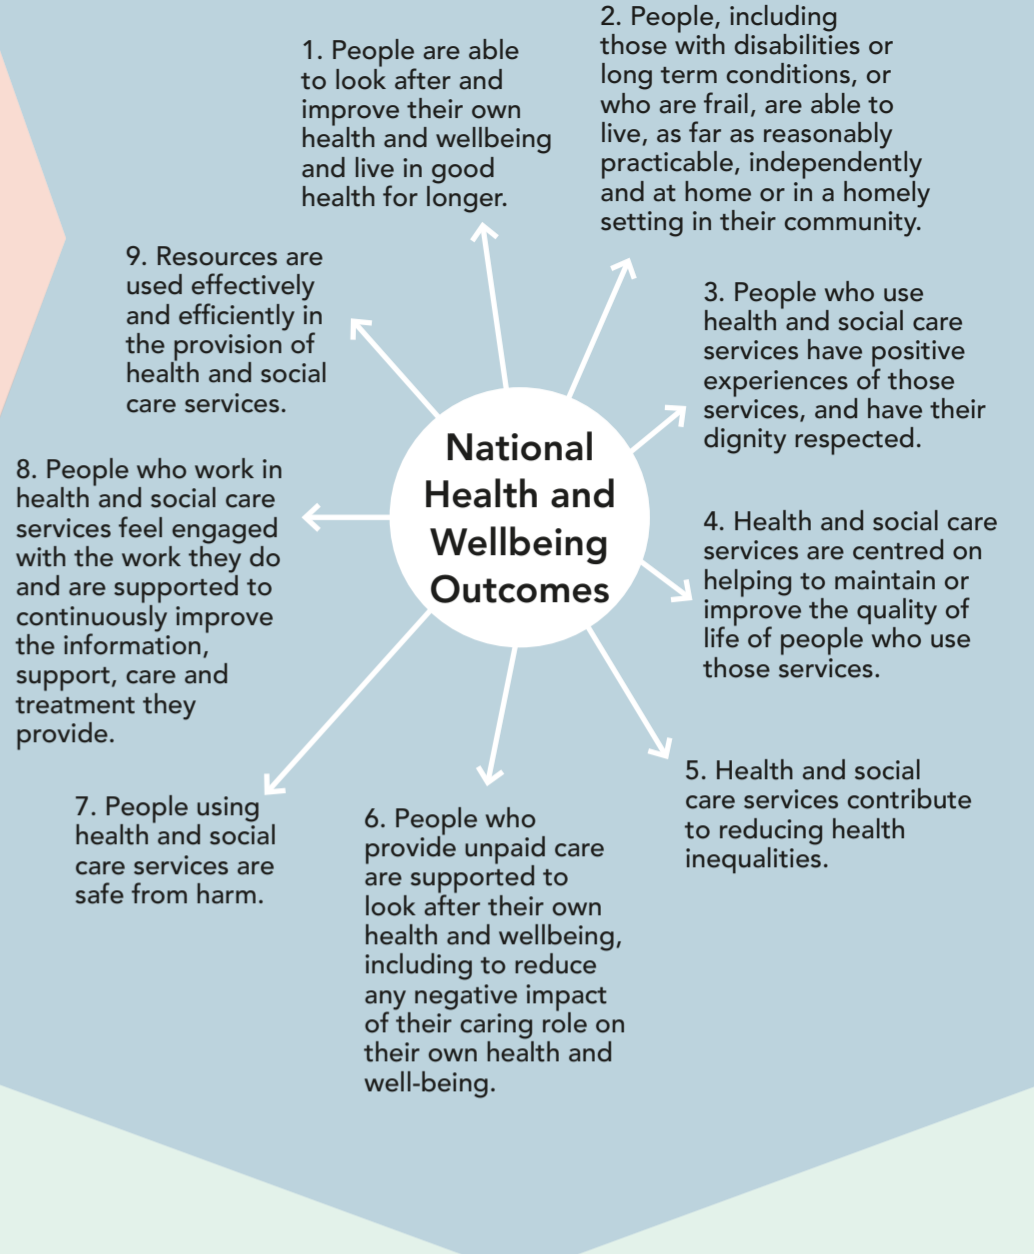 National
Health and
Wellbeing
Outcomes
1. People are able
to look after and
improve their own
health and wellbeing
and live in good
health for longer.
2. People, including
those with disabilities or
long term conditions, or
who are frail, are able to
live, as far as reasonably
practicable, independently
and at home or in a homely
setting in their community.
3. People who use
health and social care
services have positive
experiences of those
services, and have their
dignity respected.
4. Health and social care
services are centred on
helping to maintain or
improve the quality of
life of people who use
those services.
5. Health and social
care services contribute
to reducing health
inequalities.
6. People who
provide unpaid care
are supported to
look after their own
health and wellbeing,
including to reduce
any negative impact
of their caring role on
their own health and
well-being.
7. People using
health and social
care services are
safe from harm.
8. People who work in
health and social care
services feel engaged
with the work they do
and are supported to
continuously improve
the information,
support, care and
treatment they
provide.
9. Resources are
used effectively
and efficiently in
the provision of
health and social
care services.